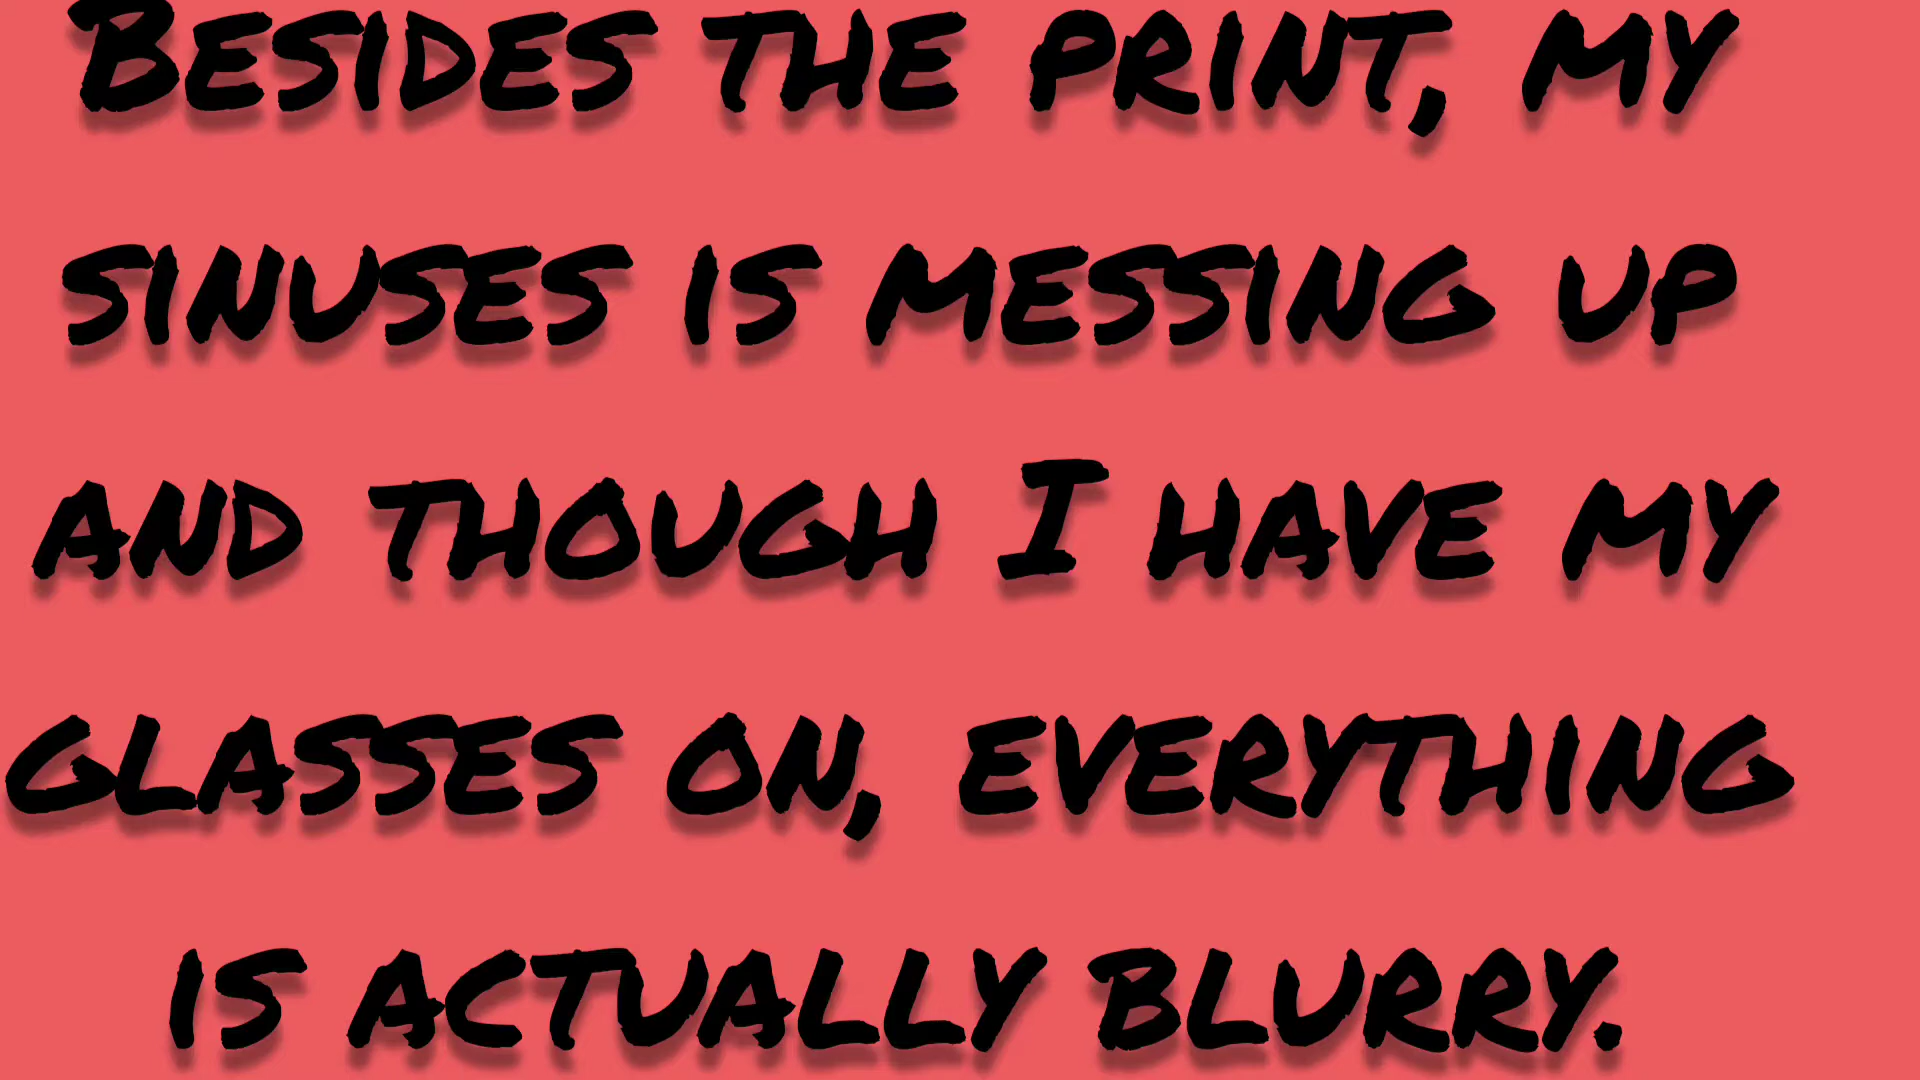 Besides the print, my
sinuses is messing up
and though I have my
glasses on, everything
is actually blurry.